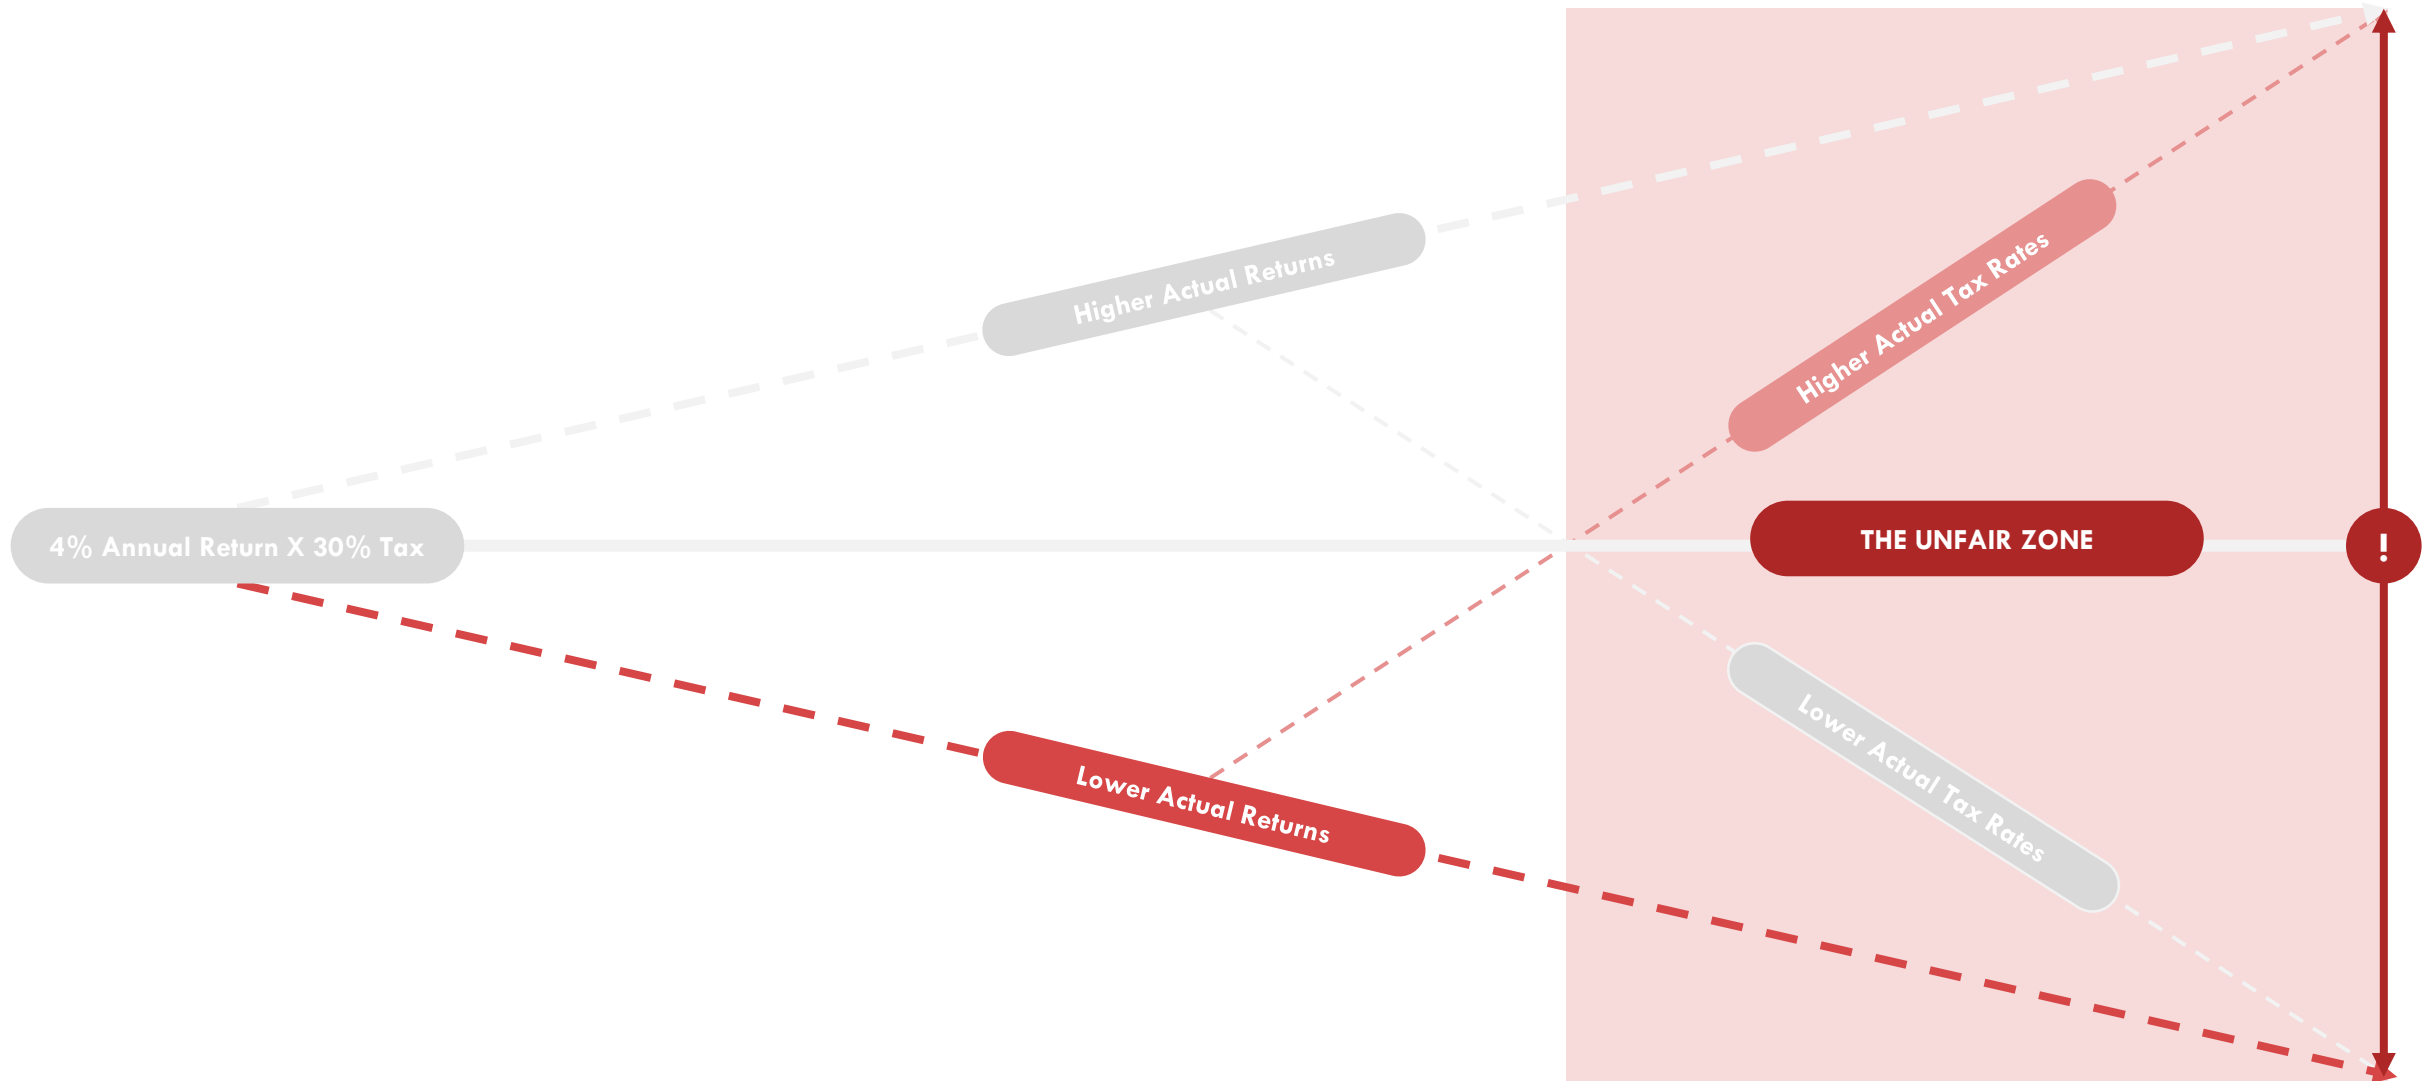 Higher Actual Returns
Higher Actual Tax Rates
4% Annual Return X 30% Tax
THE UNFAIR ZONE
!
Lower Actual Returns
Lower Actual Tax Rates